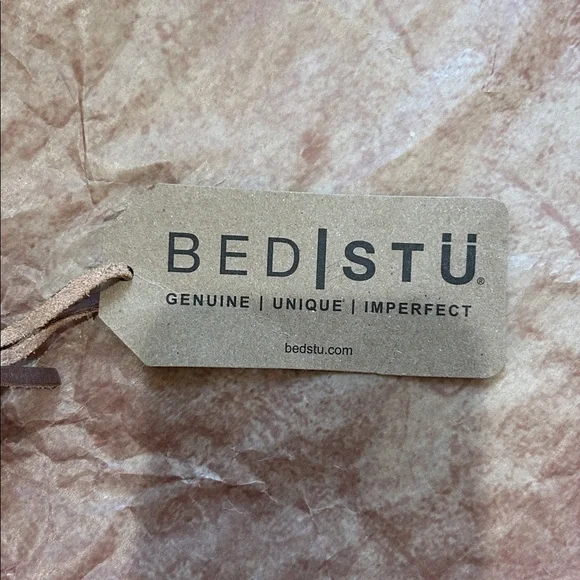 BED|STÜ®
GENUINE | UNIQUE | IMPERFECT
bedstu.com